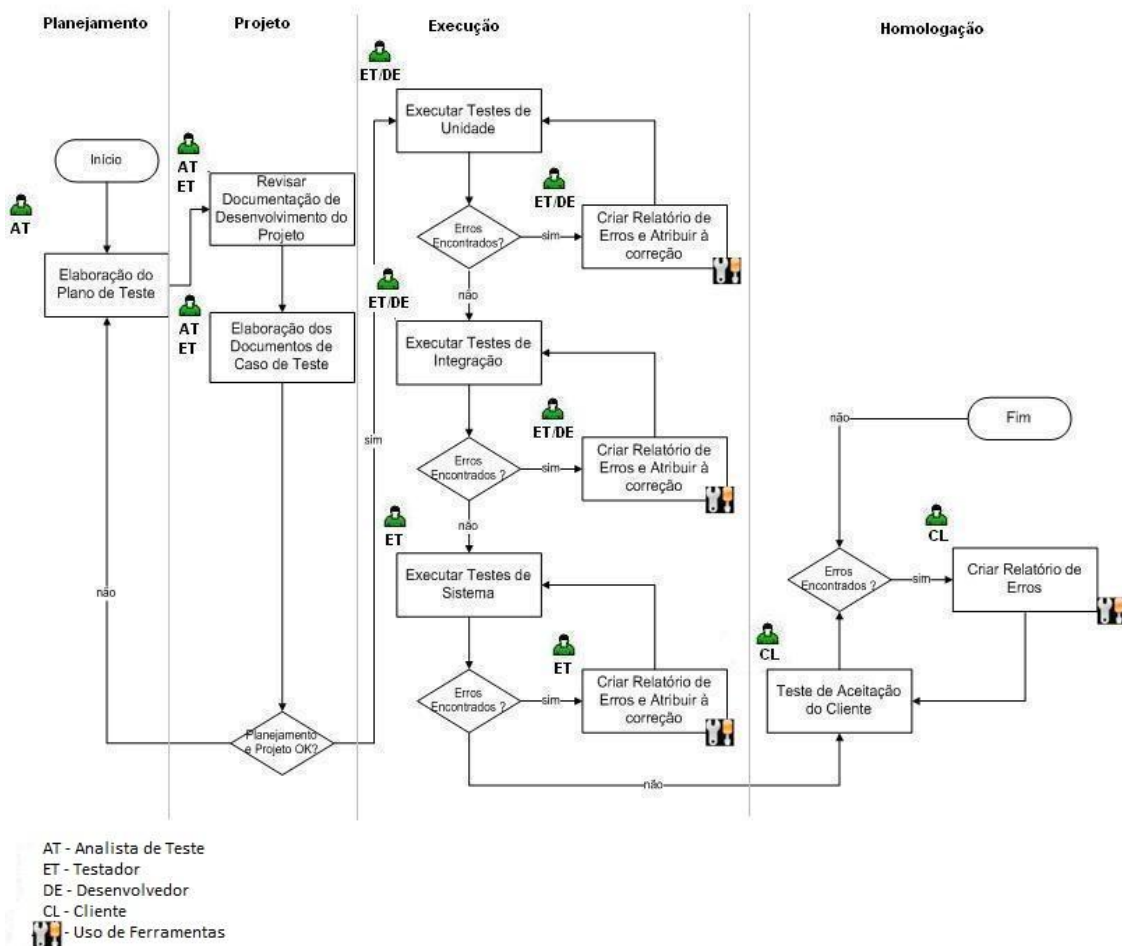 Planejamento
Projeto
Execução
Homologação
Início
AT
Elaboração do
Plano de Teste
não
AT
ET
Revisar
Documentação de
Desenvolvimento do
Projeto
AT
ET
Elaboração dos
Documentos de
Caso de Teste
Planejamento
e Projeto OK?
sim
ET/DE
Executar Testes de
Unidade
Erros
Encontrados?
sim
ET/DE
Criar Relatório de
Erros e Atribuir à
correção
não
ET/DE
Executar Testes de
Integração
Erros
Encontrados ?
sim
ET/DE
Criar Relatório de
Erros e Atribuir à
correção
não
ET
Executar Testes de
Sistema
Erros
Encontrados ?
sim
ET
Criar Relatório de
Erros e Atribuir à
correção
não
CL
Teste de Aceitação
do Cliente
Erros
Encontrados ?
sim
CL
Criar Relatório de
Erros
não
Fim
AT - Analista de Teste
ET - Testador
DE - Desenvolvedor
CL - Cliente
- Uso de Ferramentas